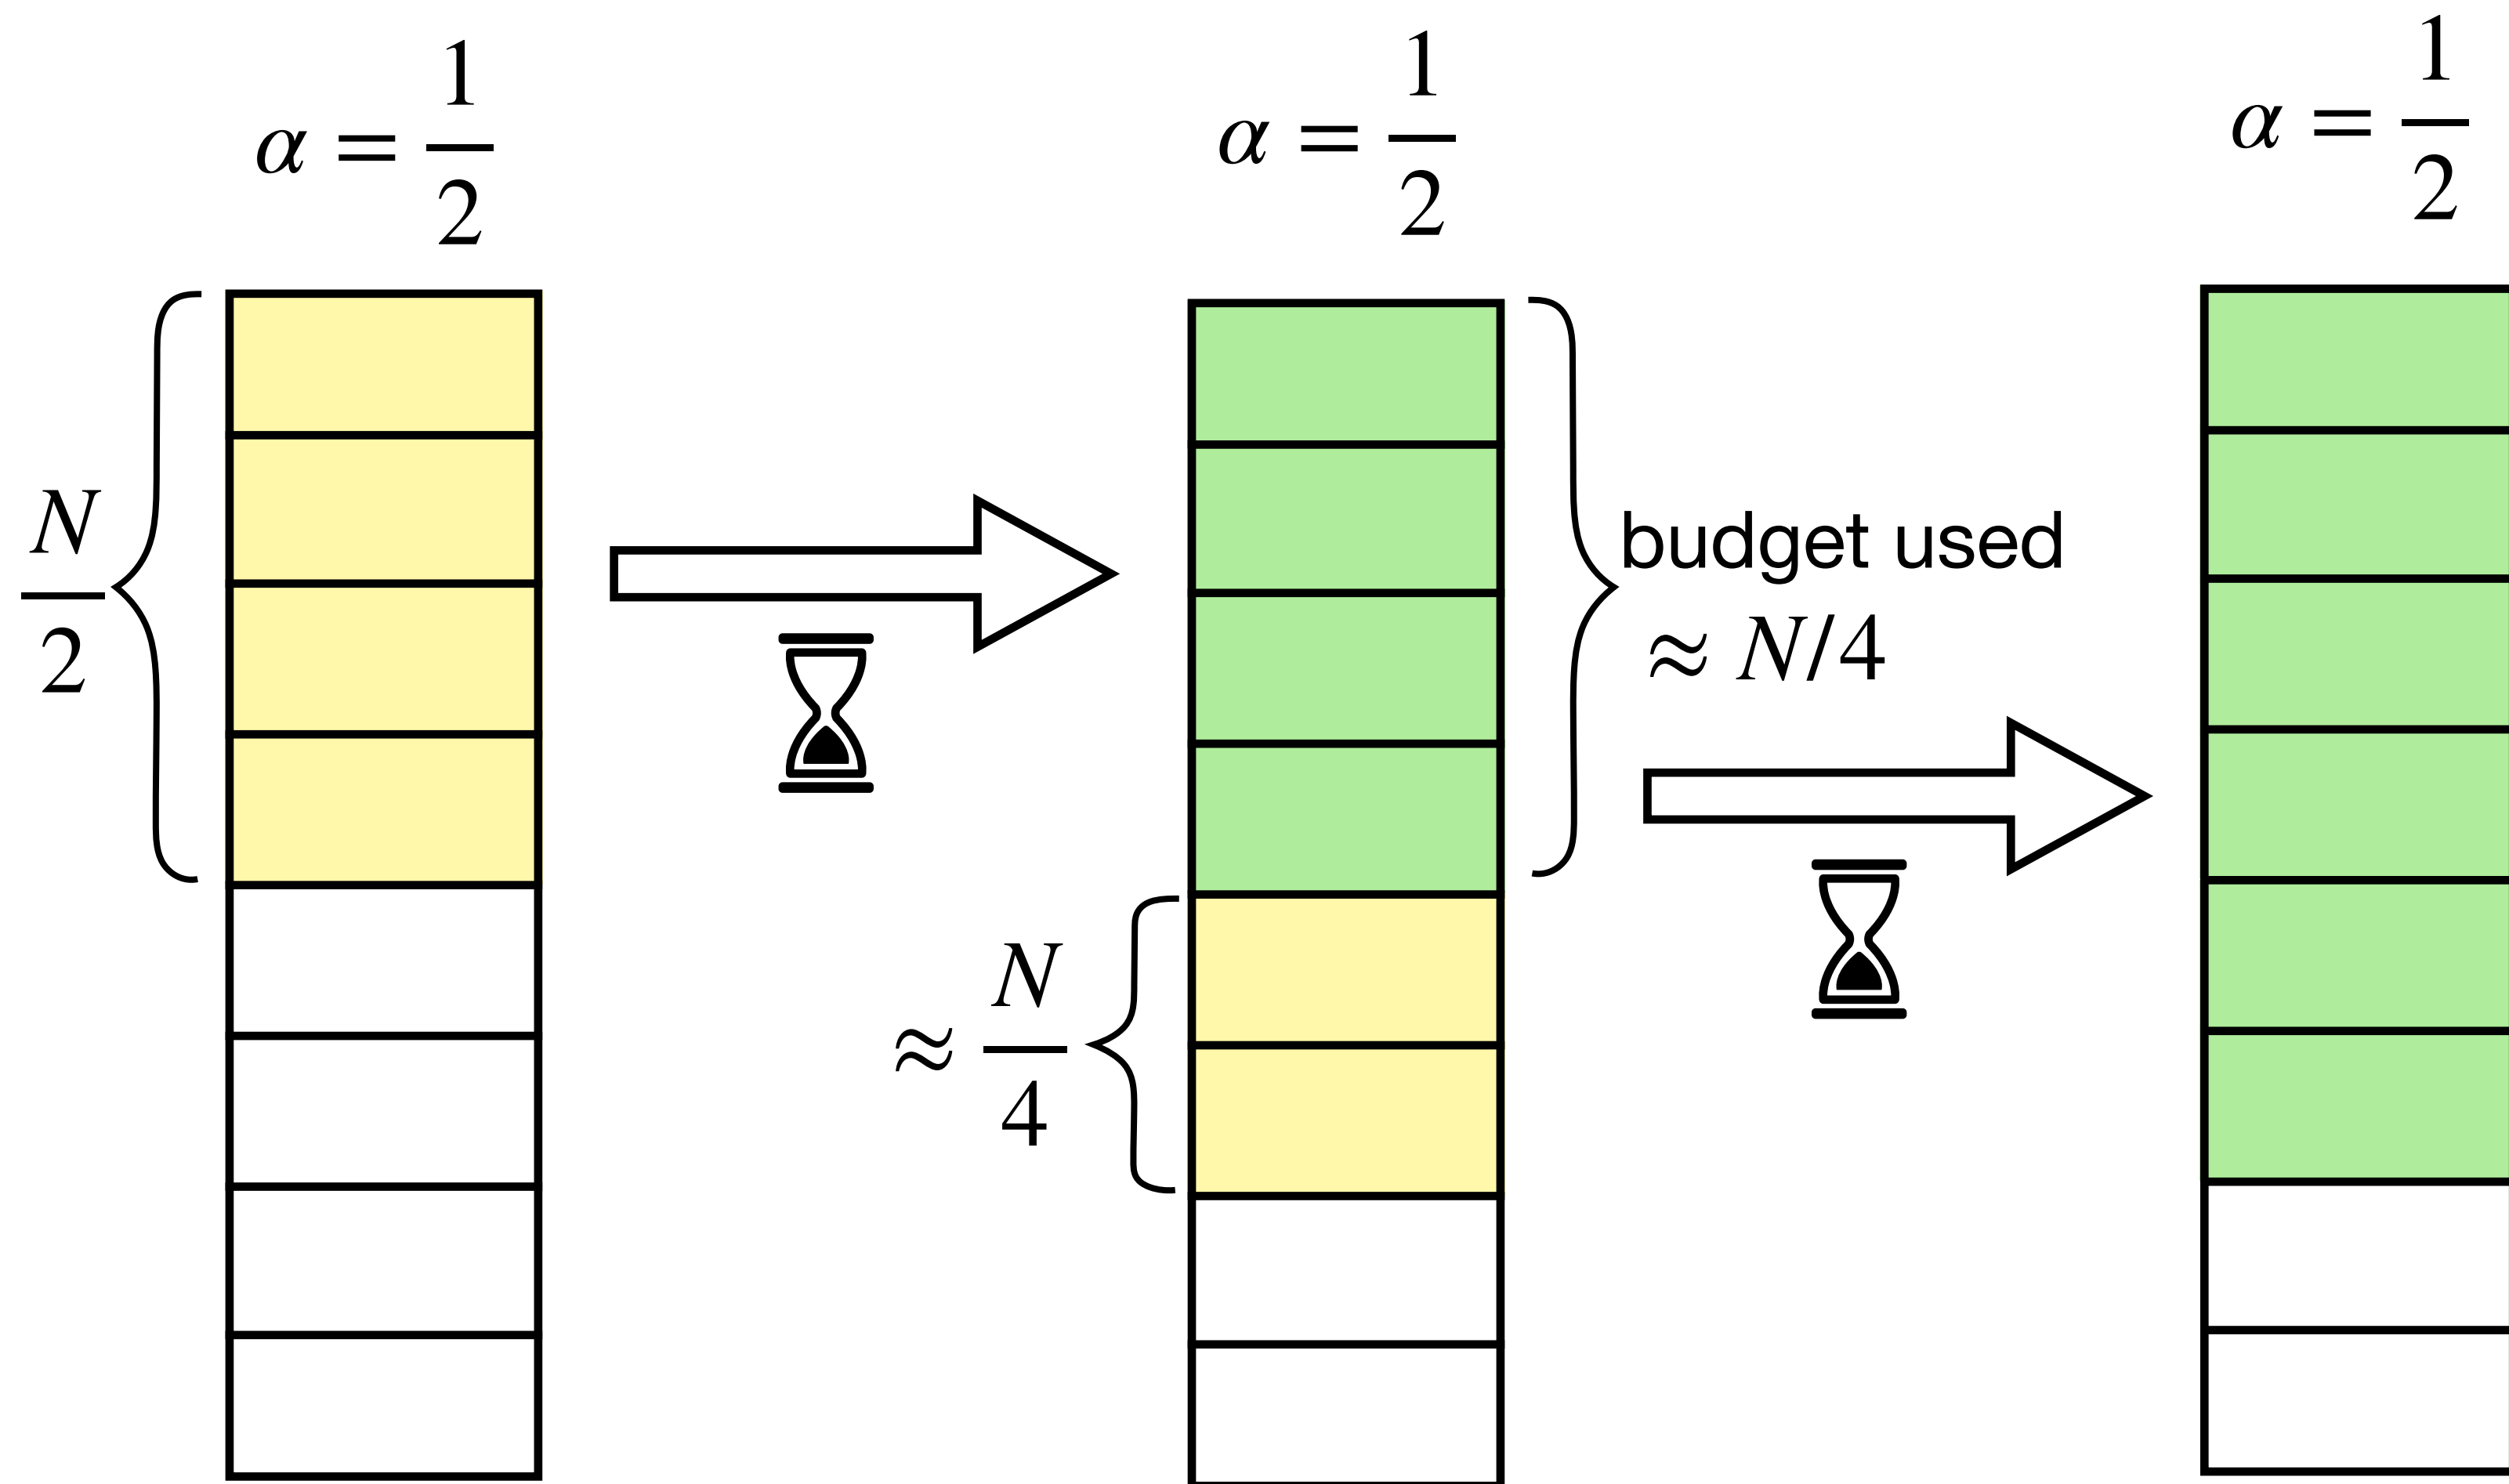 α = 1/2
α = 1/2
α = 1/2
N/2
budget used
≈ N/4
≈ N/4